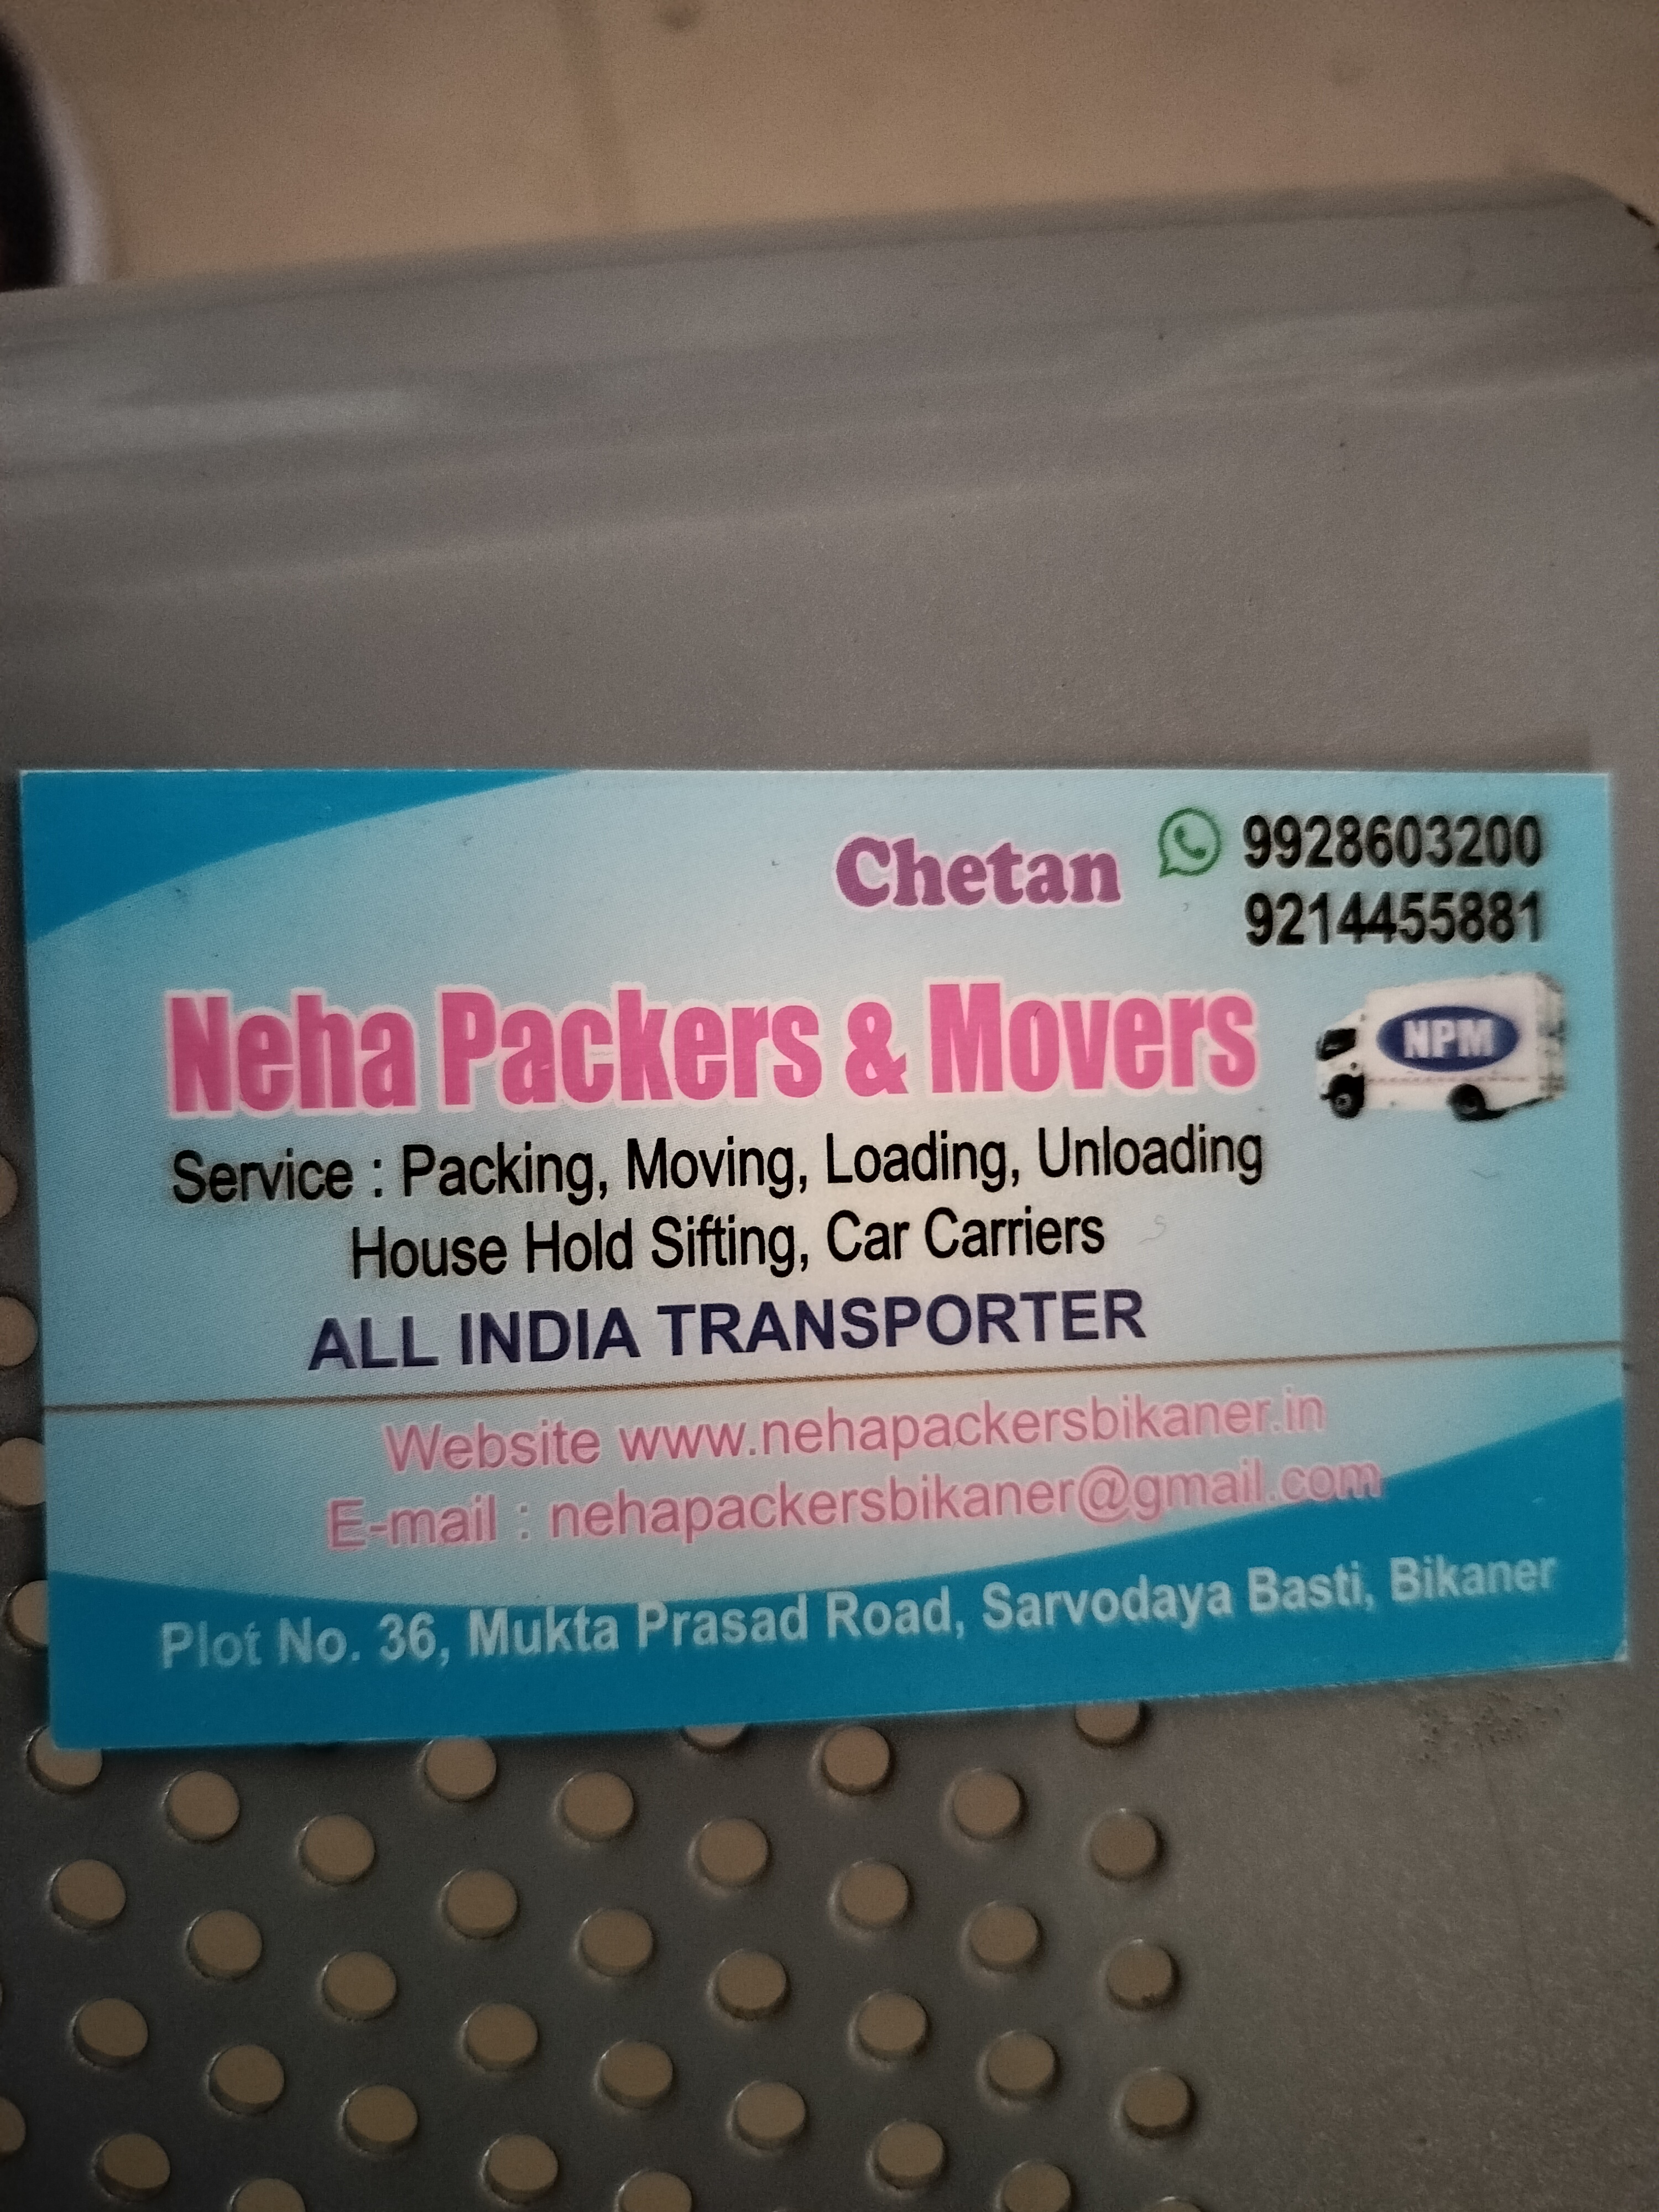 Chetan 9928603200
9214455881
Neha Packers & Movers
NPM
Service : Packing, Moving, Loading, Unloading
House Hold Sifting, Car Carriers
ALL INDIA TRANSPORTER
Website www.nehapackersbikaner.in
E-mail : nehapackersbikaner@gmail.com
Plot No. 36, Mukta Prasad Road, Sarvodaya Basti, Bikaner